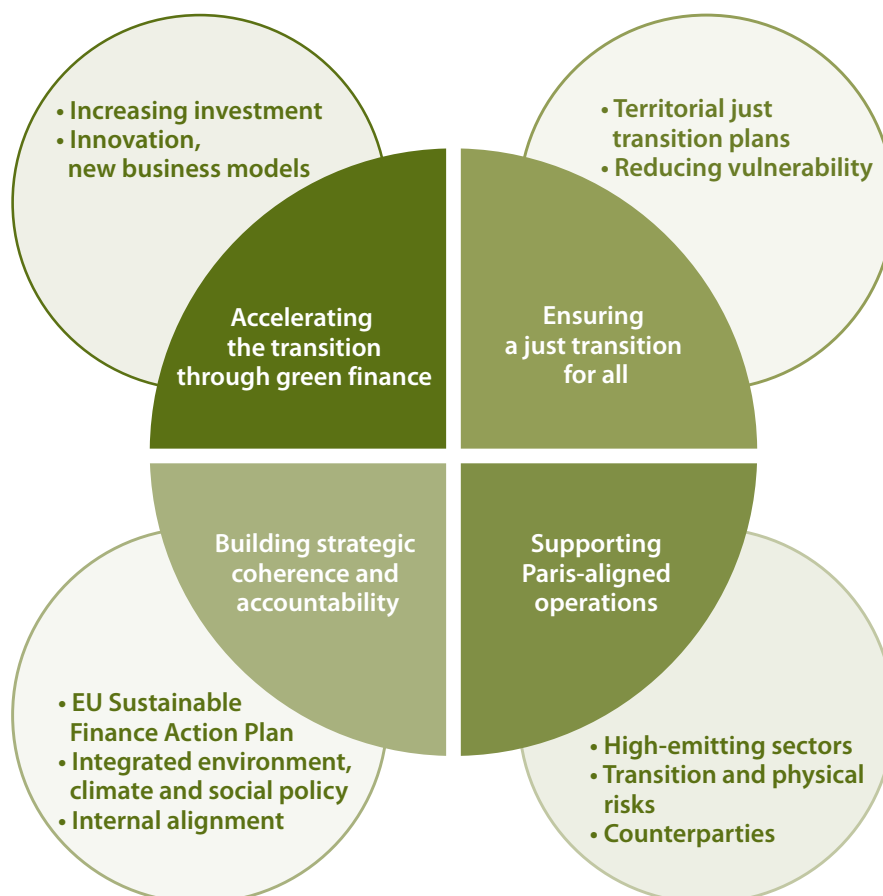 • Increasing investment
• Innovation,
new business models
• Territorial just
transition plans
• Reducing vulnerability
Accelerating
the transition
through green finance
Ensuring
a just transition
for all
Building strategic
coherence and
accountability
Supporting
Paris-aligned
operations
• EU Sustainable
Finance Action Plan
• Integrated environment,
climate and social policy
• Internal alignment
• High-emitting sectors
• Transition and physical
risks
• Counterparties